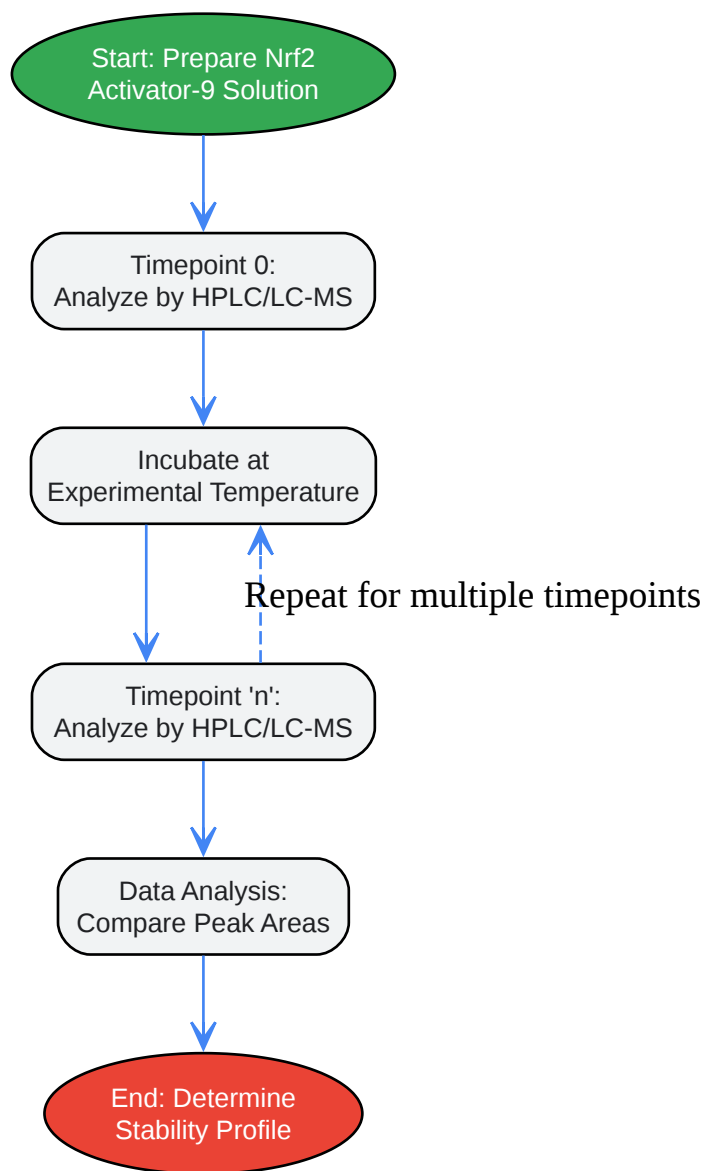 Start: Prepare Nrf2
Activator-9 Solution
Timepoint 0:
Analyze by HPLC/LC-MS
Incubate at
Experimental Temperature
Repeat for multiple timepoints
Timepoint 'n':
Analyze by HPLC/LC-MS
Data Analysis:
Compare Peak Areas
End: Determine
Stability Profile